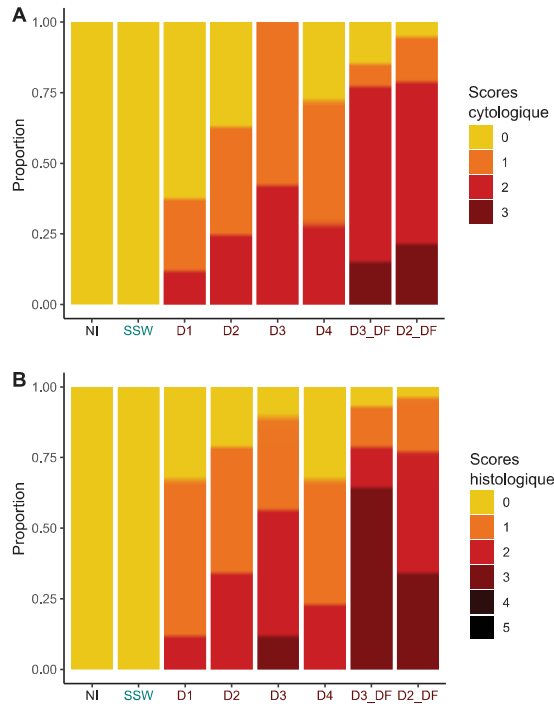 A
1.00
0.75
0.50
0.25
0.00
Proportion
NI SSW D1 D2 D3 D4 D3_DF D2_DF
Scores
cytologique
0
1
2
3
B
1.00
0.75
0.50
0.25
0.00
Proportion
NI SSW D1 D2 D3 D4 D3_DF D2_DF
Scores
histologique
0
1
2
3
4
5